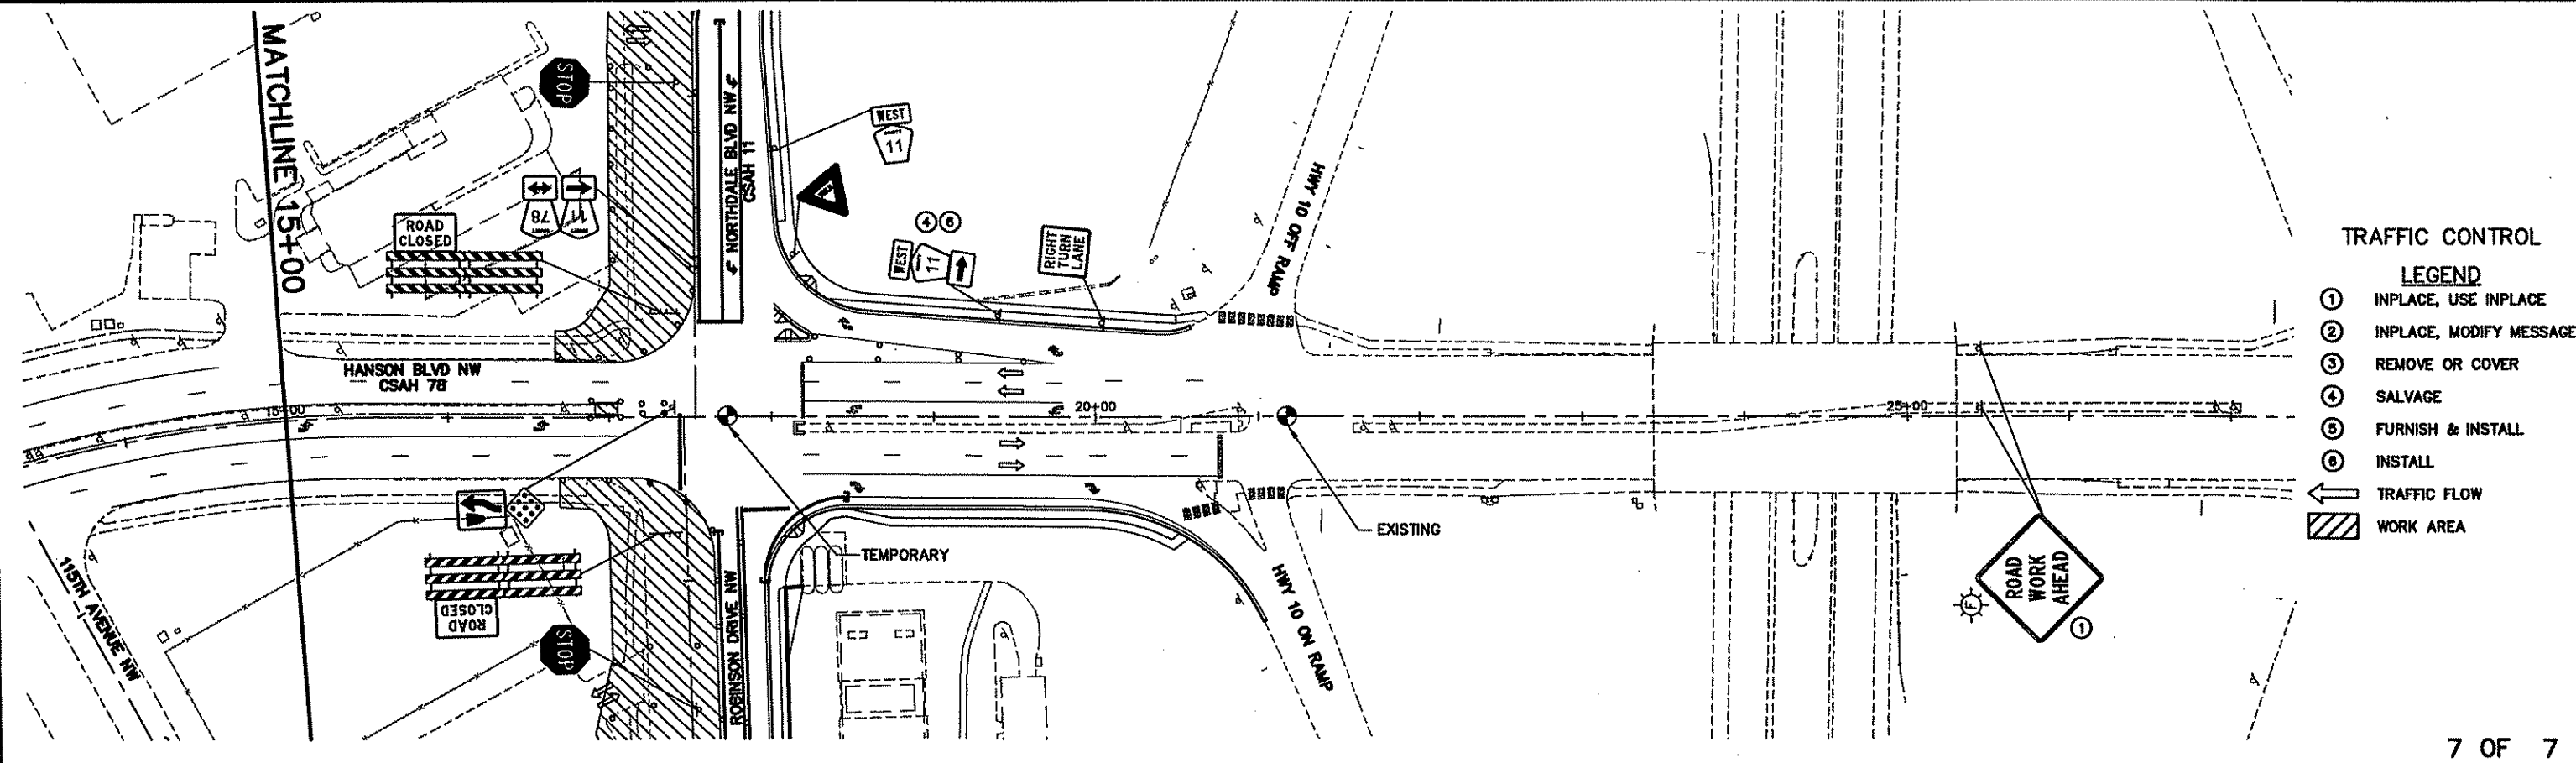 MATCHLINE 15+00
STOP
NORTHDALE BLVD NW
CSAH 11
WEST
11
78
11
ROAD
CLOSED
4 6
WEST
11
RIGHT
TURN
LANE
HWY 10 OFF RAMP
HANSON BLVD NW
CSAH 78
15+00
20+00
25+00
TRAFFIC CONTROL
LEGEND
1 INPLACE, USE INPLACE
2 INPLACE, MODIFY MESSAGE
3 REMOVE OR COVER
4 SALVAGE
5 FURNISH & INSTALL
6 INSTALL
TRAFFIC FLOW
WORK AREA
EXISTING
TEMPORARY
ROAD
CLOSED
STOP
115TH AVENUE NW
ROBINSON DRIVE NW
HWY 10 ON RAMP
ROAD
WORK
AHEAD
F
1
7 OF 7